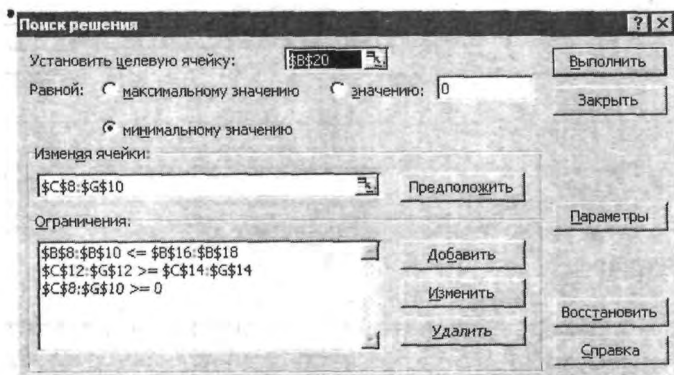 Поиск решения ? ×
Установить целевую ячейку: $B$20
Выполнить
Равной: максимальному значению значению: 0
Закрыть
минимальному значению
Изменяя ячейки:
$C$8:$G$10
Предположить
Параметры
Ограничения:
$B$8:$B$10 <= $B$16:$B$18
$C$12:$G$12 >= $C$14:$G$14
$C$8:$G$10 >= 0
Добавить
Изменить
Удалить
Восстановить
Справка